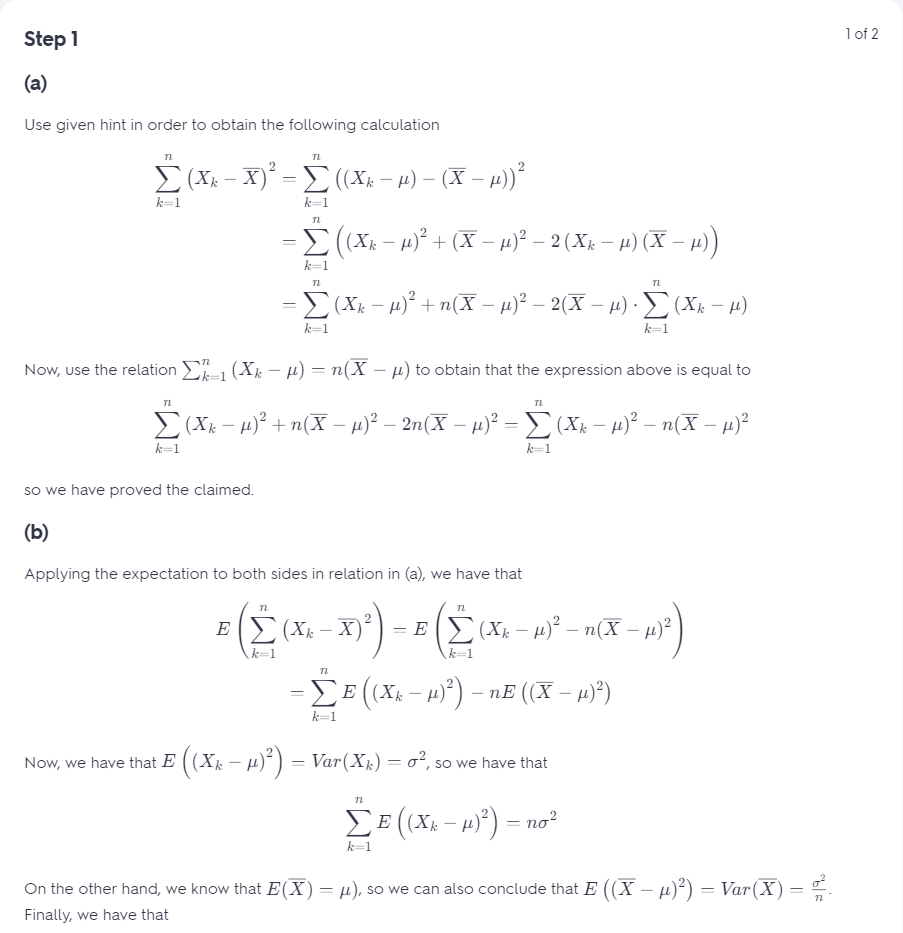 Step 1
1 of 2
(a)
Use given hint in order to obtain the following calculation
$\sum_{k=1}^{n} (X_k - \overline{X})^2 = \sum_{k=1}^{n} ((X_k - \mu) - (\overline{X} - \mu))^2$
$= \sum_{k=1}^{n} \left( (X_k - \mu)^2 + (\overline{X} - \mu)^2 - 2 (X_k - \mu) (\overline{X} - \mu) \right)$
$= \sum_{k=1}^{n} (X_k - \mu)^2 + n(\overline{X} - \mu)^2 - 2(\overline{X} - \mu) \cdot \sum_{k=1}^{n} (X_k - \mu)$
Now, use the relation $\sum_{k=1}^{n} (X_k - \mu) = n(\overline{X} - \mu)$ to obtain that the expression above is equal to
$\sum_{k=1}^{n} (X_k - \mu)^2 + n(\overline{X} - \mu)^2 - 2n(\overline{X} - \mu)^2 = \sum_{k=1}^{n} (X_k - \mu)^2 - n(\overline{X} - \mu)^2$
so we have proved the claimed.
(b)
Applying the expectation to both sides in relation in (a), we have that
$E \left( \sum_{k=1}^{n} (X_k - \overline{X})^2 \right) = E \left( \sum_{k=1}^{n} (X_k - \mu)^2 - n(\overline{X} - \mu)^2 \right)$
$= \sum_{k=1}^{n} E \left( (X_k - \mu)^2 \right) - nE \left( (\overline{X} - \mu)^2 \right)$
Now, we have that $E \left( (X_k - \mu)^2 \right) = Var(X_k) = \sigma^2$, so we have that
$\sum_{k=1}^{n} E \left( (X_k - \mu)^2 \right) = n\sigma^2$
On the other hand, we know that $E(\overline{X}) = \mu)$, so we can also conclude that $E \left( (\overline{X} - \mu)^2 \right) = Var(\overline{X}) = \frac{\sigma^2}{n}$.
Finally, we have that